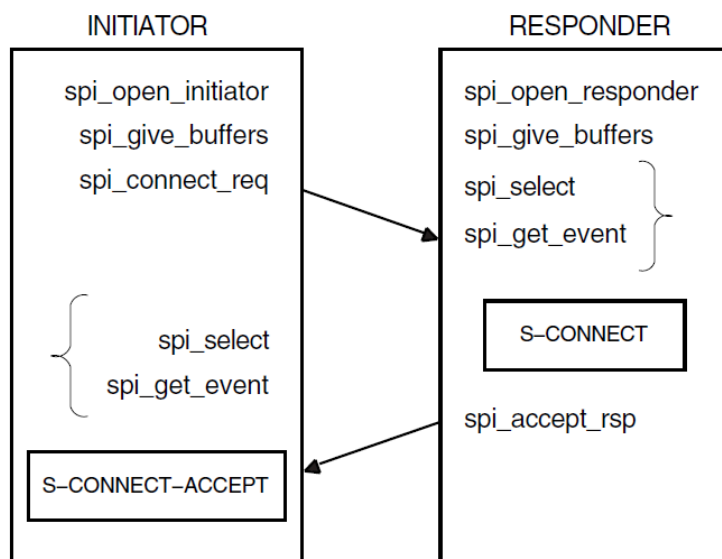 INITIATOR
spi_open_initiator
spi_give_buffers
spi_connect_req
spi_select
spi_get_event
S–CONNECT–ACCEPT
RESPONDER
spi_open_responder
spi_give_buffers
spi_select
spi_get_event
S–CONNECT
spi_accept_rsp